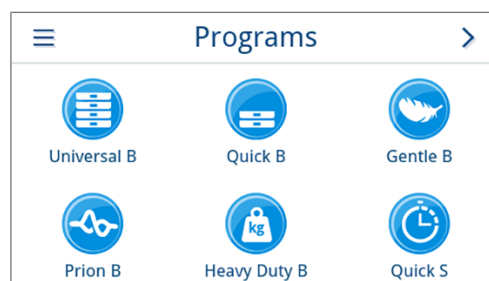 Programs
Universal B
Quick B
Gentle B
kg
Prion B
Heavy Duty B
Quick S